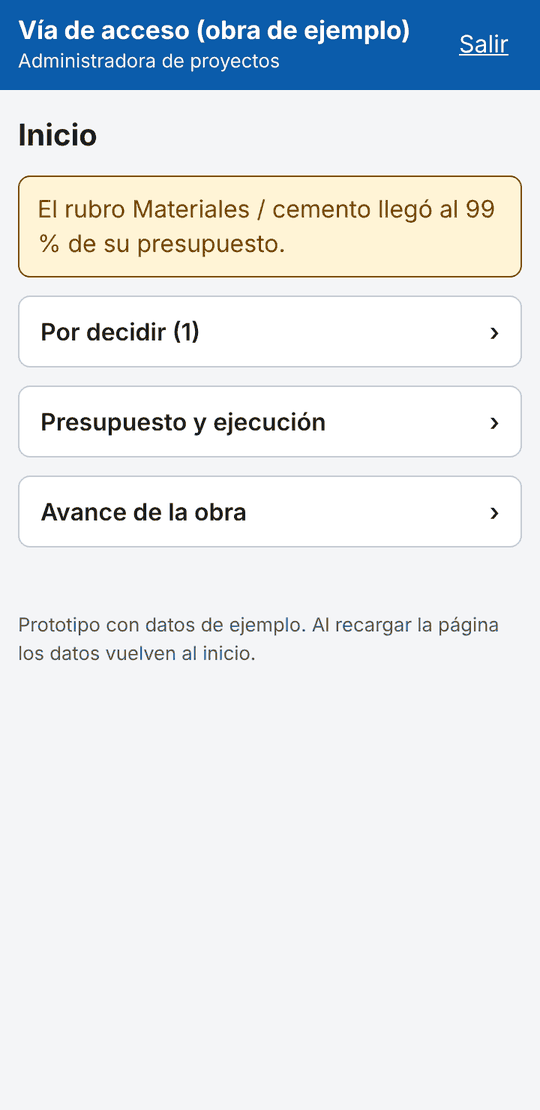 Vía de acceso (obra de ejemplo)
Administradora de proyectos
Salir
Inicio
El rubro Materiales / cemento llegó al 99
% de su presupuesto.
Por decidir (1) ›
Presupuesto y ejecución ›
Avance de la obra ›
Prototipo con datos de ejemplo. Al recargar la página
los datos vuelven al inicio.